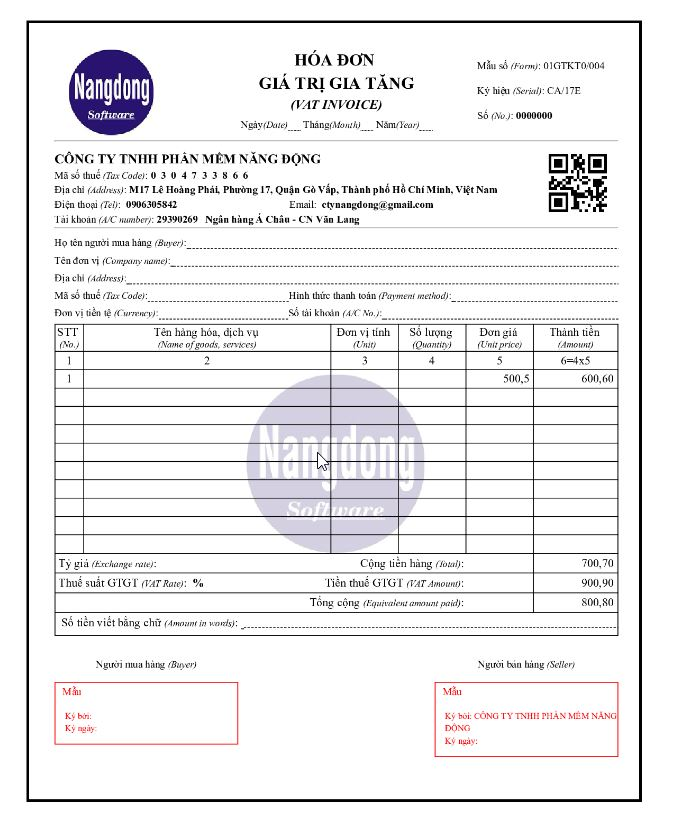 Nangdong
Software
HÓA ĐƠN
GIÁ TRỊ GIA TĂNG
(VAT INVOICE)
Ngày(Date)__ Tháng(Month)__ Năm(Year)__
Mẫu số (Form): 01GTKT0/004
Ký hiệu (Serial): CA/17E
Số (No.): 0000000
CÔNG TY TNHH PHẦN MỀM NĂNG ĐỘNG
Mã số thuế (Tax Code): 0 3 0 4 7 3 3 8 6 6
Địa chỉ (Address): M17 Lê Hoàng Phái, Phường 17, Quận Gò Vấp, Thành phố Hồ Chí Minh, Việt Nam
Điện thoại (Tel): 0906305842 Email: ctynangdong@gmail.com
Tài khoản (A/C number): 29390269 Ngân hàng Á Châu - CN Văn Lang
Họ tên người mua hàng (Buyer):
Tên đơn vị (Company name):
Địa chỉ (Address):
Mã số thuế (Tax Code): Hình thức thanh toán (Payment method):
Đơn vị tiền tệ (Currency): Số tài khoản (A/C No.):
STT Tên hàng hóa, dịch vụ Đơn vị tính Số lượng Đơn giá Thành tiền
(No.) (Name of goods, services) (Unit) (Quantity) (Unit price) (Amount)
1 2 3 4 5 6=4x5
1 500,5 600,60
Nangdong
Software
Tỷ giá (Exchange rate): Cộng tiền hàng (Total): 700,70
Thuế suất GTGT (VAT Rate): % Tiền thuế GTGT (VAT Amount): 900,90
Tổng cộng (Equivalent amount paid): 800,80
Số tiền viết bằng chữ (Amount in words):
Người mua hàng (Buyer) Người bán hàng (Seller)
Mẫu
Ký bởi:
Ký ngày:
Mẫu
Ký bởi: CÔNG TY TNHH PHẦN MỀM NĂNG
ĐỘNG
Ký ngày: